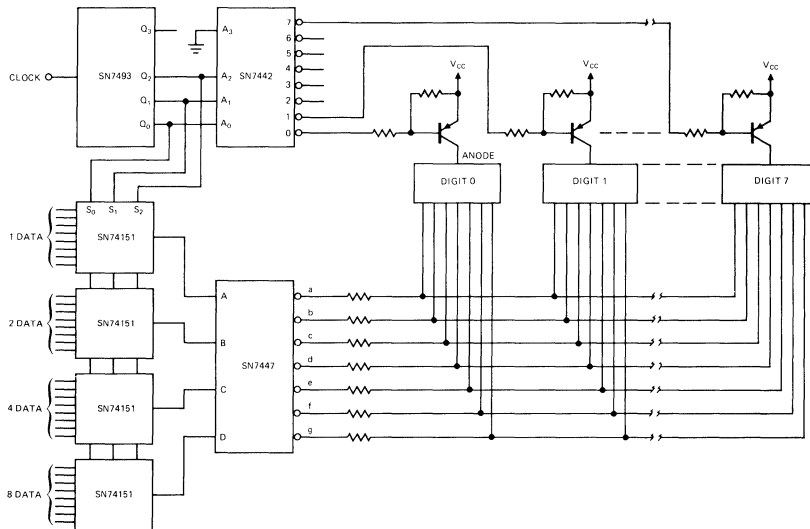 CLOCK
SN7493
Q3
Q2
Q1
Q0
A3
A2
A1
A0
SN7442
7
6
5
4
3
2
1
0
VCC
VCC
VCC
ANODE
DIGIT 0
DIGIT 1
DIGIT 7
S0 S1 S2
1 DATA
SN74151
2 DATA
SN74151
4 DATA
SN74151
8 DATA
SN74151
A
B
C
D
SN7447
a
b
c
d
e
f
g